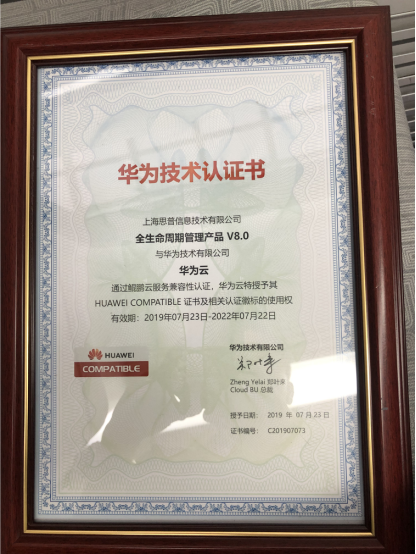 华为技术认证书
上海思普信息技术有限公司
全生命周期管理产品 V8.0
与华为技术有限公司
华为云
通过鲲鹏云服务兼容性认证，华为云特授予其
HUAWEI COMPATIBLE 证书及相关认证徽标的使用权
有效期：2019年07月23日-2022年07月22日
HUAWEI
COMPATIBLE
华为技术有限公司
Zheng Yelai 郑叶来
Cloud BU 总裁
授予日期： 2019 年 07 月 23 日
证书编号： C201907073